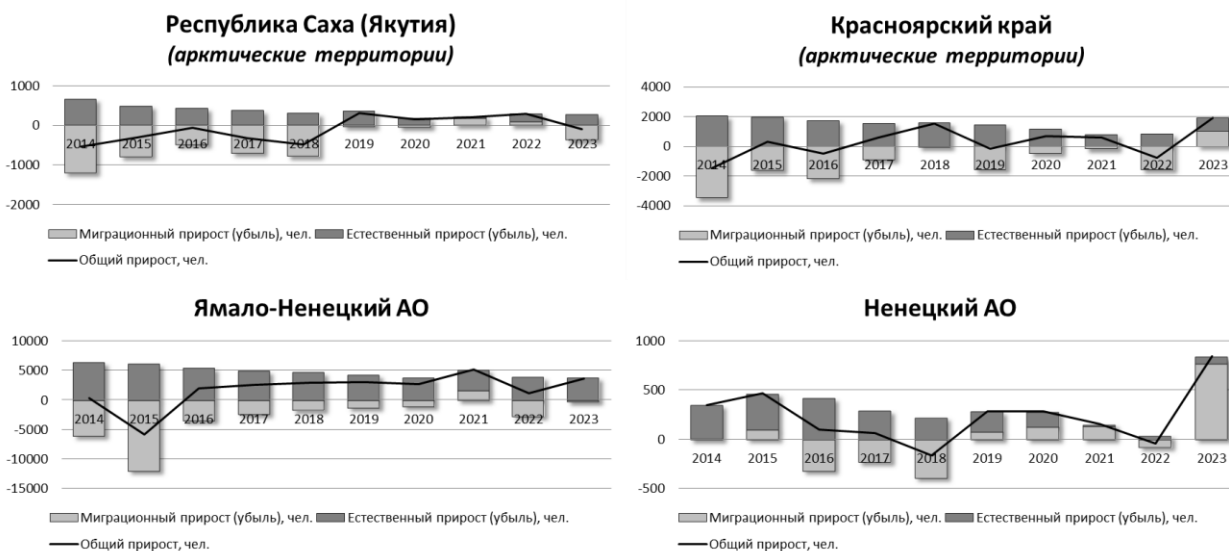 Республика Саха (Якутия)
(арктические территории)
1000
0
-1000
-2000
2014 2015 2016 2017 2018 2019 2020 2021 2022 2023
Миграционный прирост (убыль), чел. Естественный прирост (убыль), чел.
Общий прирост, чел.
Красноярский край
(арктические территории)
4000
2000
0
-2000
-4000
2014 2015 2016 2017 2018 2019 2020 2021 2022 2023
Миграционный прирост (убыль), чел. Естественный прирост (убыль), чел.
Общий прирост, чел.
Ямало-Ненецкий АО
10000
5000
0
-5000
-10000
-15000
2014 2015 2016 2017 2018 2019 2020 2021 2022 2023
Миграционный прирост (убыль), чел. Естественный прирост (убыль), чел.
Общий прирост, чел.
Ненецкий АО
1000
500
0
-500
2014 2015 2016 2017 2018 2019 2020 2021 2022 2023
Миграционный прирост (убыль), чел. Естественный прирост (убыль), чел.
Общий прирост, чел.